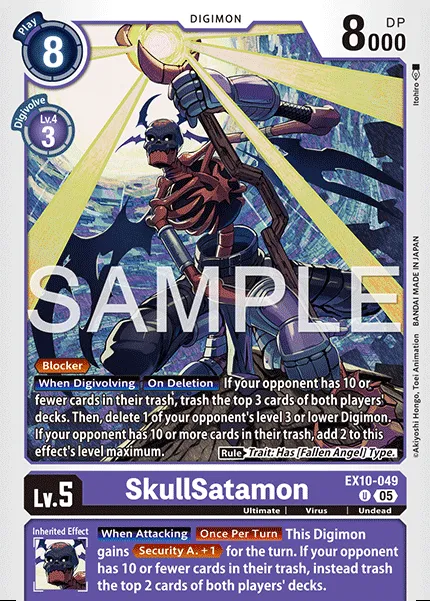 DIGIMON
Play
8
DP
8000
Digivolve
Lv.4
3
Itohiro
SAMPLE
©Akiyoshi Hongo, Toei Animation BANDAI MADE IN JAPAN
Blocker
When Digivolving On Deletion If your opponent has 10 or
fewer cards in their trash, trash the top 3 cards of both players'
decks. Then, delete 1 of your opponent's level 3 or lower Digimon.
If your opponent has 10 or more cards in their trash, add 2 to this
effect's level maximum.
Rule Trait: Has [Fallen Angel] Type.
Lv.5
SkullSatamon
EX10-049
U 05
Ultimate | Virus | Undead
Inherited Effect
When Attacking Once Per Turn This Digimon
gains Security A. +1 for the turn. If your opponent
has 10 or fewer cards in their trash, instead trash
the top 2 cards of both players' decks.